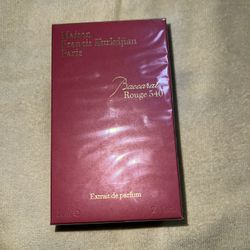 Maison
Francis Kurkdjian
Paris
Baccarat
Rouge 540
Extrait de parfum